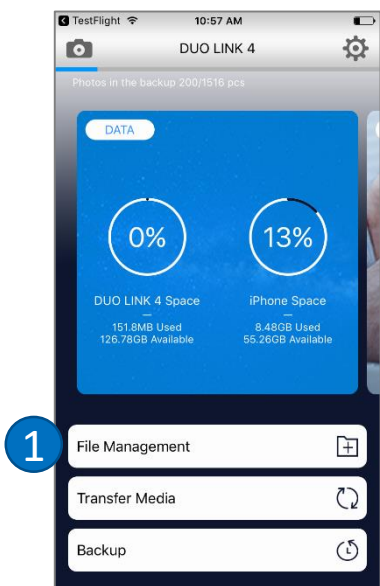 TestFlight 10:57 AM
DUO LINK 4
Photos in the backup 200/1516 pcs
DATA
0% 13%
DUO LINK 4 Space iPhone Space
151.8MB Used 8.48GB Used
126.78GB Available 55.26GB Available
1 File Management
Transfer Media
Backup